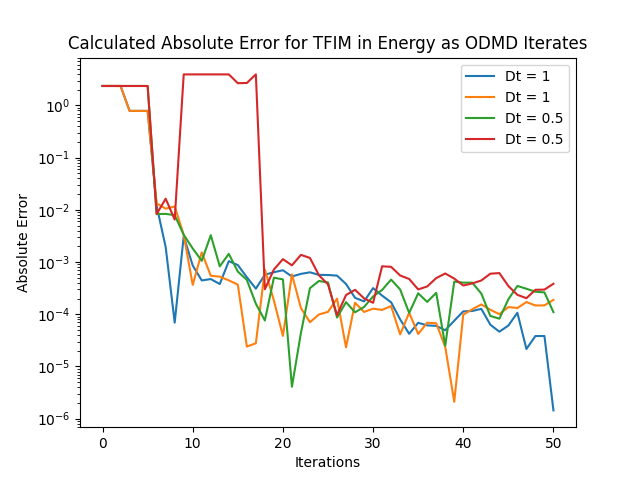 Calculated Absolute Error for TFIM in Energy as ODMD Iterates
Dt = 1
Dt = 1
Dt = 0.5
Dt = 0.5
Absolute Error
10⁰
10⁻¹
10⁻²
10⁻³
10⁻⁴
10⁻⁵
10⁻⁶
0 10 20 30 40 50
Iterations